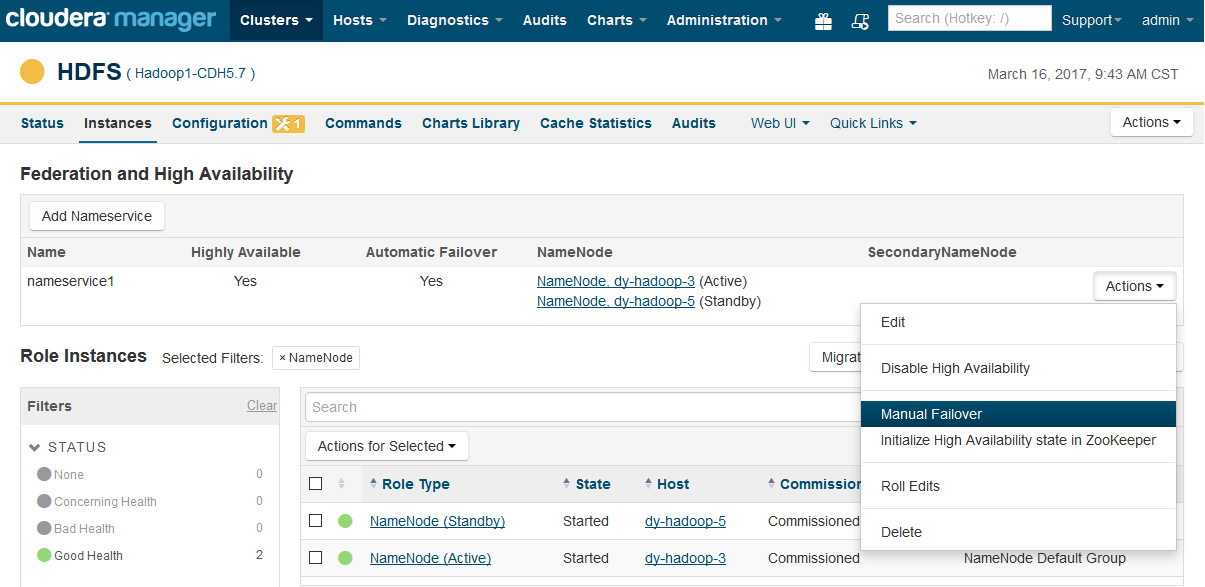 cloudera manager Clusters Hosts Diagnostics Audits Charts Administration Search (Hotkey: /) Support admin
HDFS ( Hadoop1-CDH5.7 ) March 16, 2017, 9:43 AM CST
Status Instances Configuration 1 Commands Charts Library Cache Statistics Audits Web UI Quick Links Actions
Federation and High Availability
Add Nameservice
Name Highly Available Automatic Failover NameNode SecondaryNameNode
nameservice1 Yes Yes NameNode, dy-hadoop-3 (Active) Actions
NameNode, dy-hadoop-5 (Standby)
Edit
Disable High Availability
Manual Failover
Initialize High Availability state in ZooKeeper
Roll Edits
Delete
Role Instances Selected Filters: × NameNode Migrat
Filters Clear
STATUS
None 0
Concerning Health 0
Bad Health 0
Good Health 2
Search
Actions for Selected
Role Type State Host Commission
NameNode (Standby) Started dy-hadoop-5 Commissioned
NameNode (Active) Started dy-hadoop-3 Commissioned NameNode Default Group